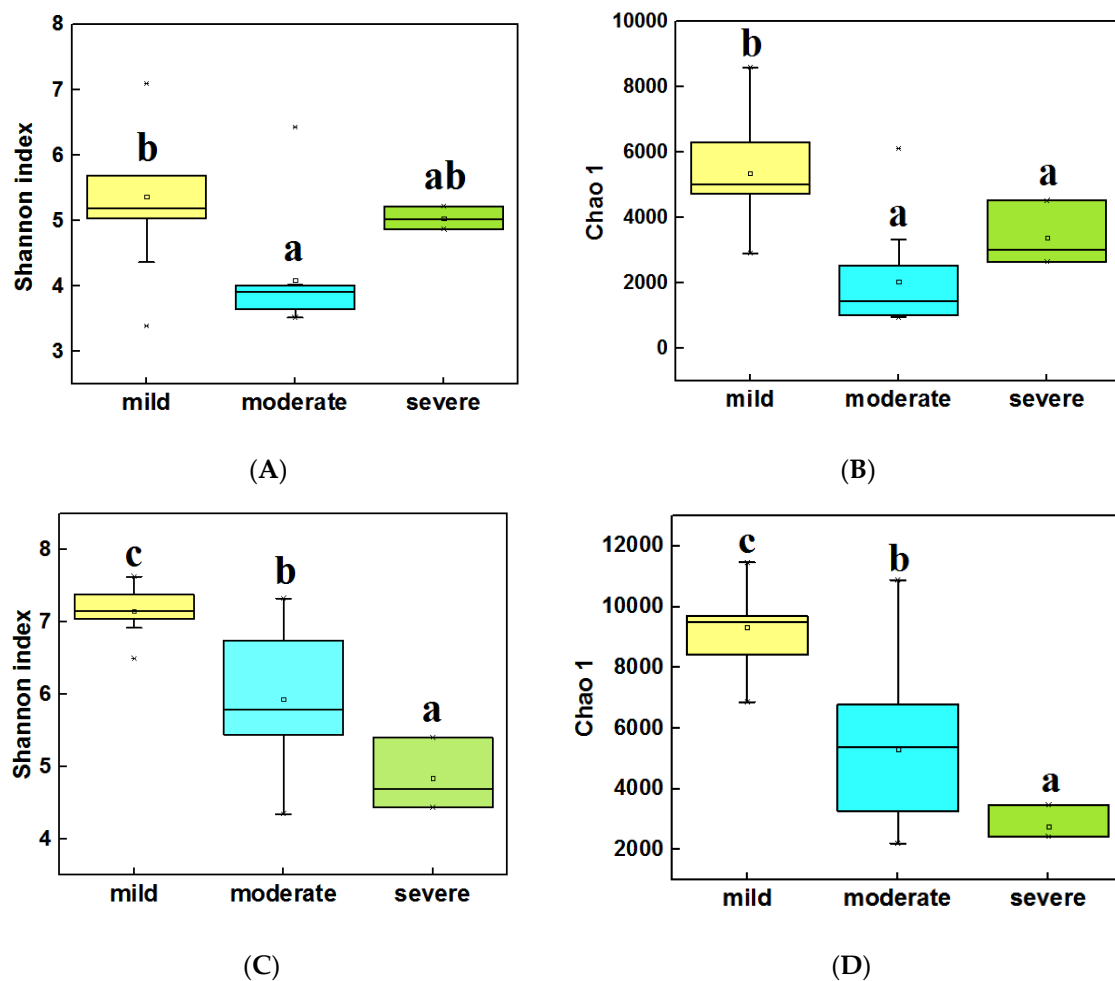 8
7
6
5
4
3
Shannon index
b
a
ab
mild moderate severe
(A)
10000
8000
6000
4000
2000
0
Chao 1
b
a
a
mild moderate severe
(B)
8
7
6
5
4
Shannon index
c
b
a
mild moderate severe
(C)
12000
10000
8000
6000
4000
2000
Chao 1
c
b
a
mild moderate severe
(D)